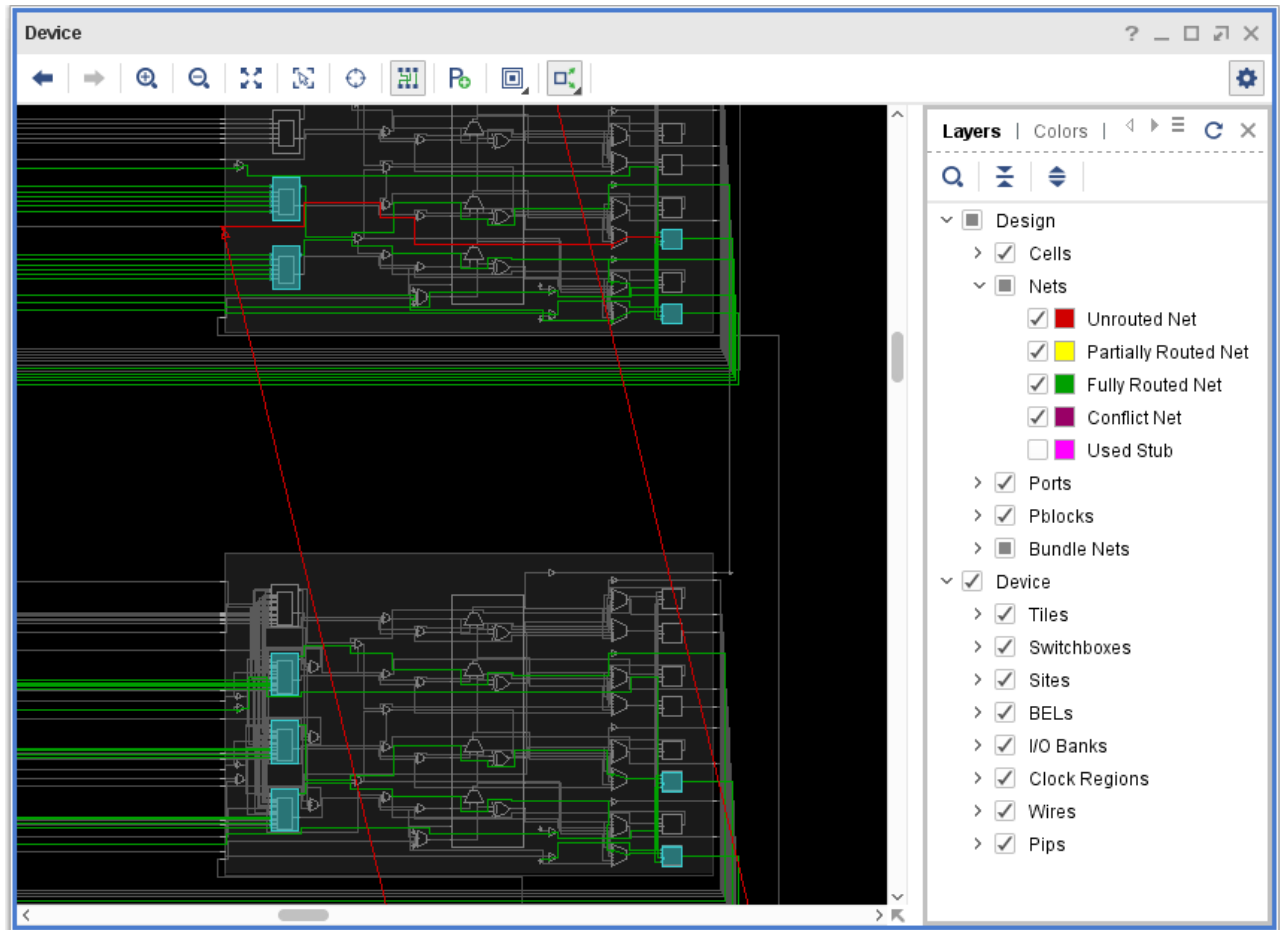 Device
Layers | Colors |
Design
Cells
Nets
Unrouted Net
Partially Routed Net
Fully Routed Net
Conflict Net
Used Stub
Ports
Pblocks
Bundle Nets
Device
Tiles
Switchboxes
Sites
BELs
I/O Banks
Clock Regions
Wires
Pips